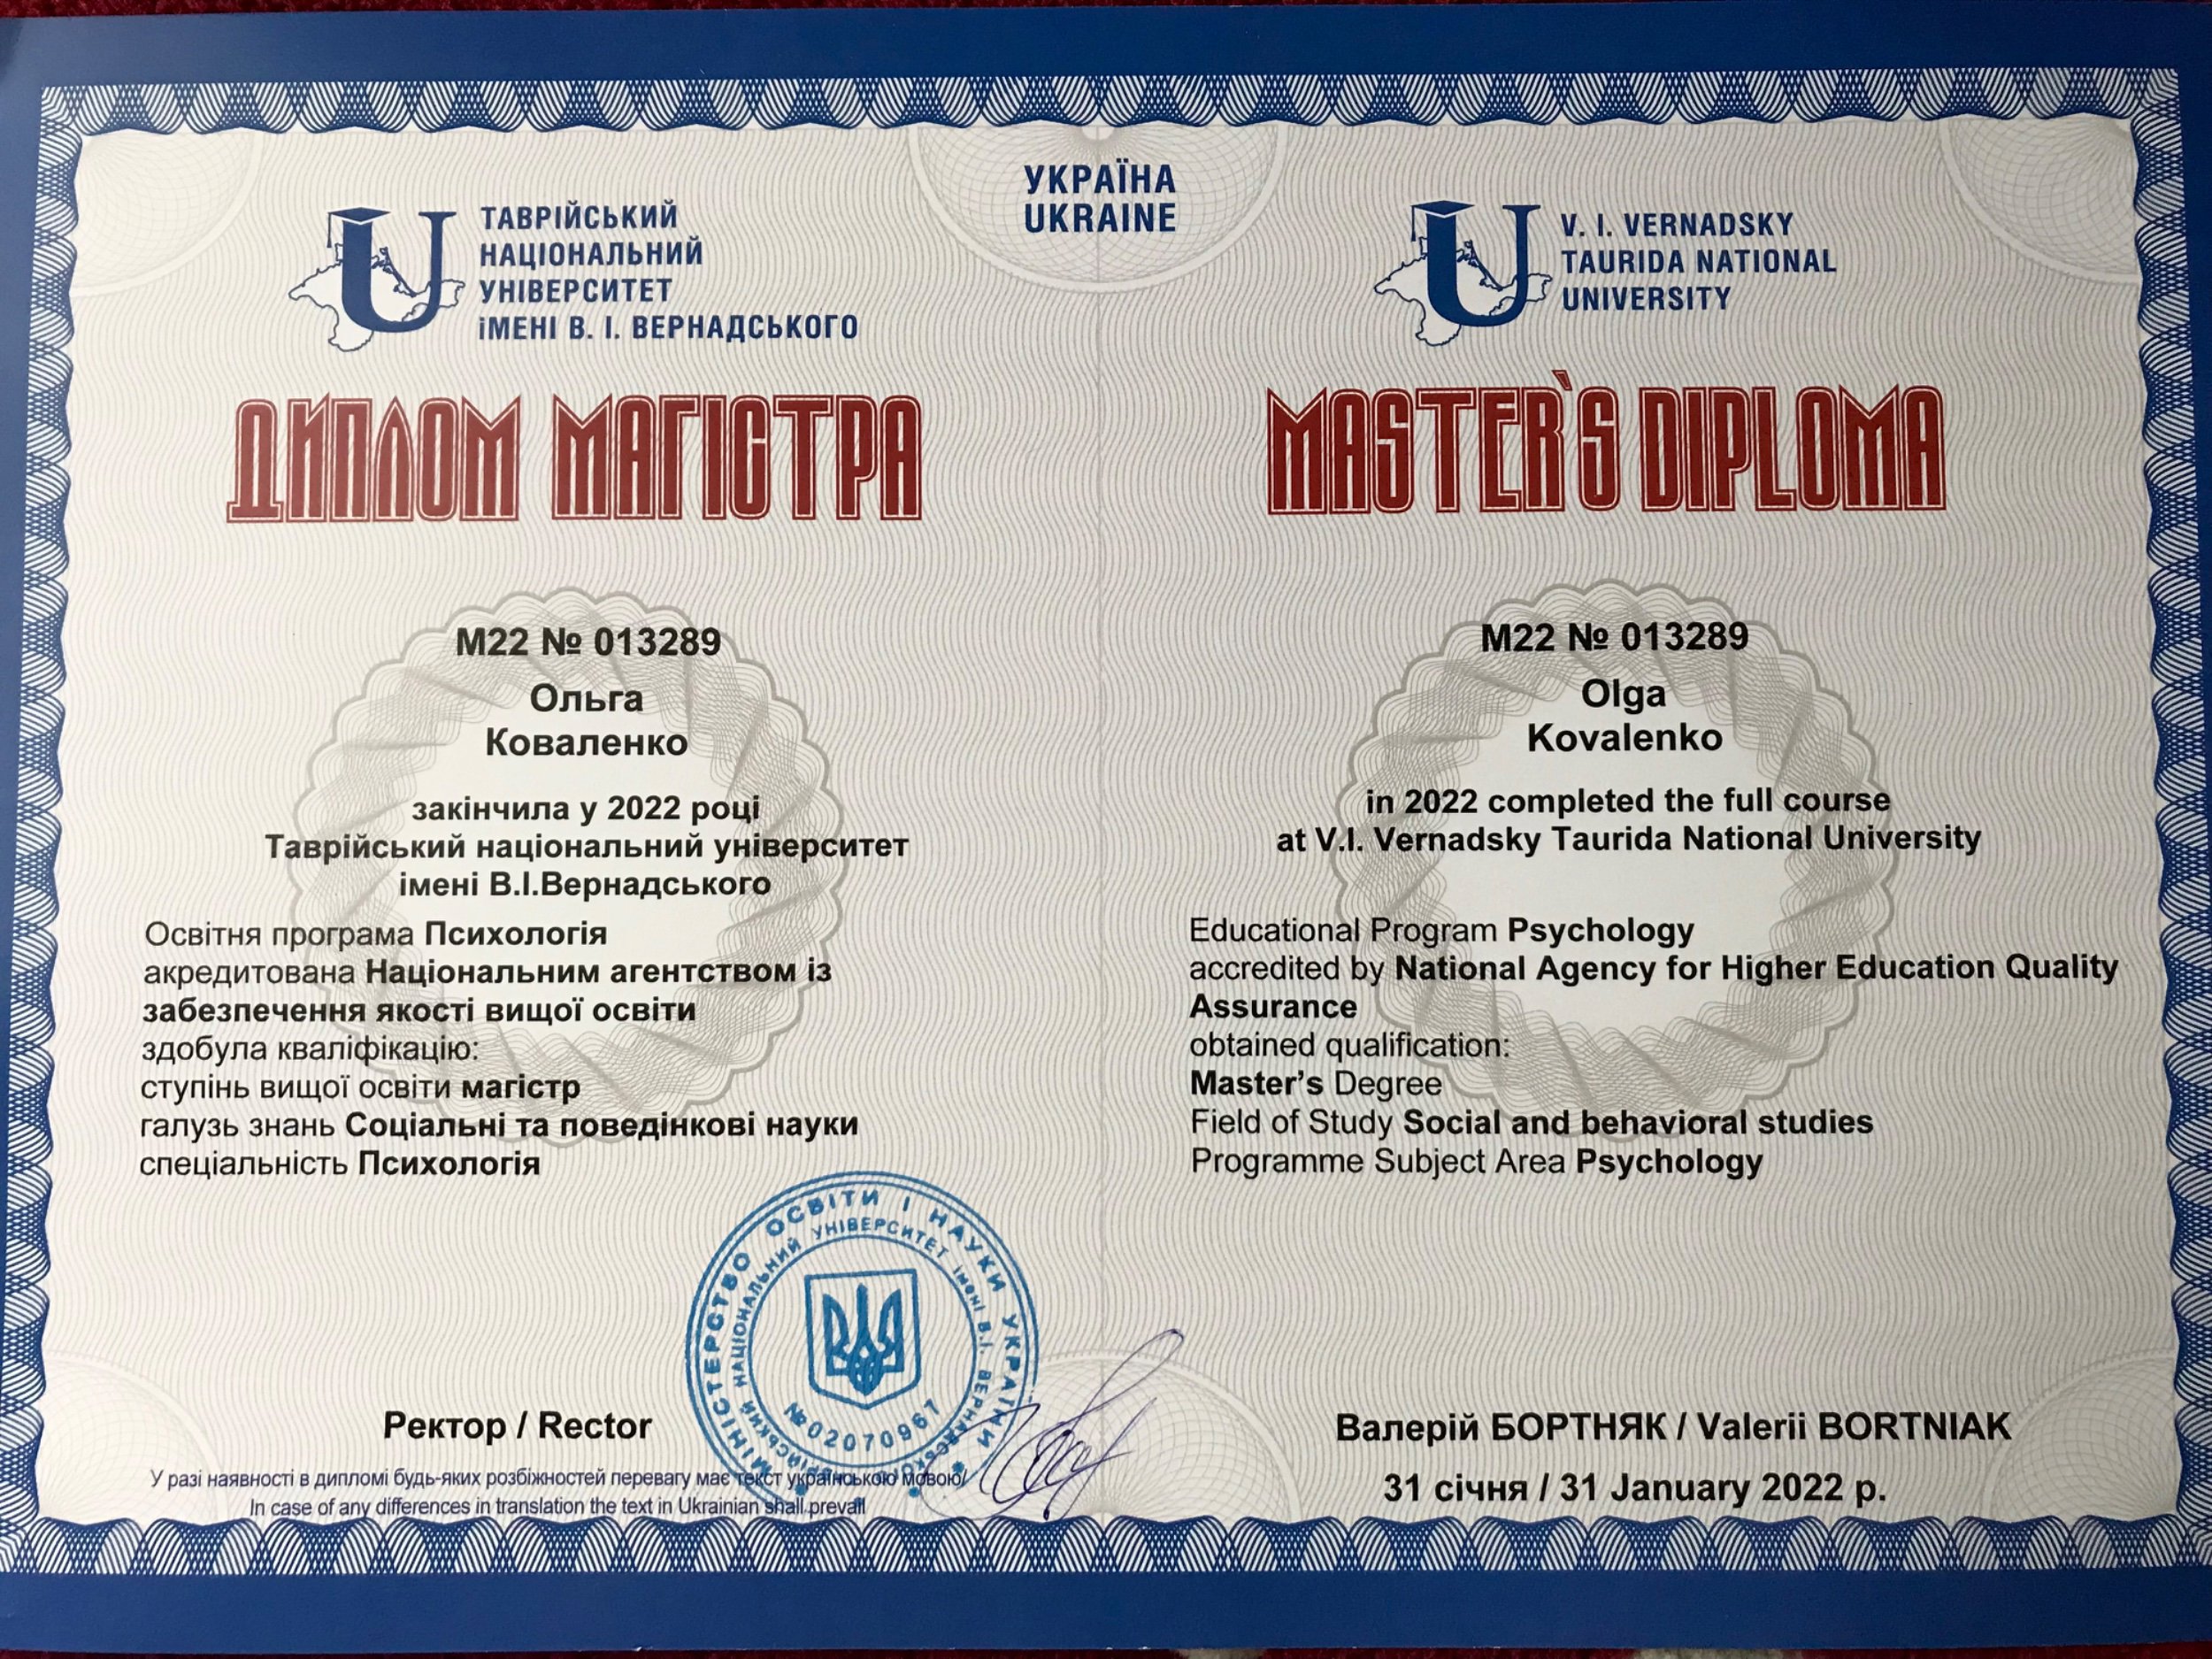 УКРАЇНА
UKRAINE
ТАВРІЙСЬКИЙ
НАЦІОНАЛЬНИЙ
УНІВЕРСИТЕТ
імЕНІ В. І. ВЕРНАДСЬКОГО
ДИПЛОМ МАГІСТРА
М22 № 013289
Ольга
Коваленко
закінчила у 2022 році
Таврійський національний університет
імені В.І.Вернадського
Освітня програма Психологія
акредитована Національним агентством із
забезпечення якості вищої освіти
здобула кваліфікацію:
ступінь вищої освіти магістр
галузь знань Соціальні та поведінкові науки
спеціальність Психологія
МІНІСТЕРСТВО ОСВІТИ І НАУКИ УКРАЇНИ
ТАВРІЙСЬКИЙ НАЦІОНАЛЬНИЙ УНІВЕРСИТЕТ імені В.І. ВЕРНАДСЬКОГО
№02070967
Ректор / Rector
У разі наявності в дипломі будь-яких розбіжностей перевагу має текст українською мовою/
In case of any differences in translation the text in Ukrainian shall prevail
V. I. VERNADSKY
TAURIDA NATIONAL
UNIVERSITY
MASTER`S DIPLOMA
M22 № 013289
Olga
Kovalenko
in 2022 completed the full course
at V.I. Vernadsky Taurida National University
Educational Program Psychology
accredited by National Agency for Higher Education Quality
Assurance
obtained qualification:
Master’s Degree
Field of Study Social and behavioral studies
Programme Subject Area Psychology
Валерій БОРТНЯК / Valerii BORTNIAK
31 січня / 31 January 2022 р.